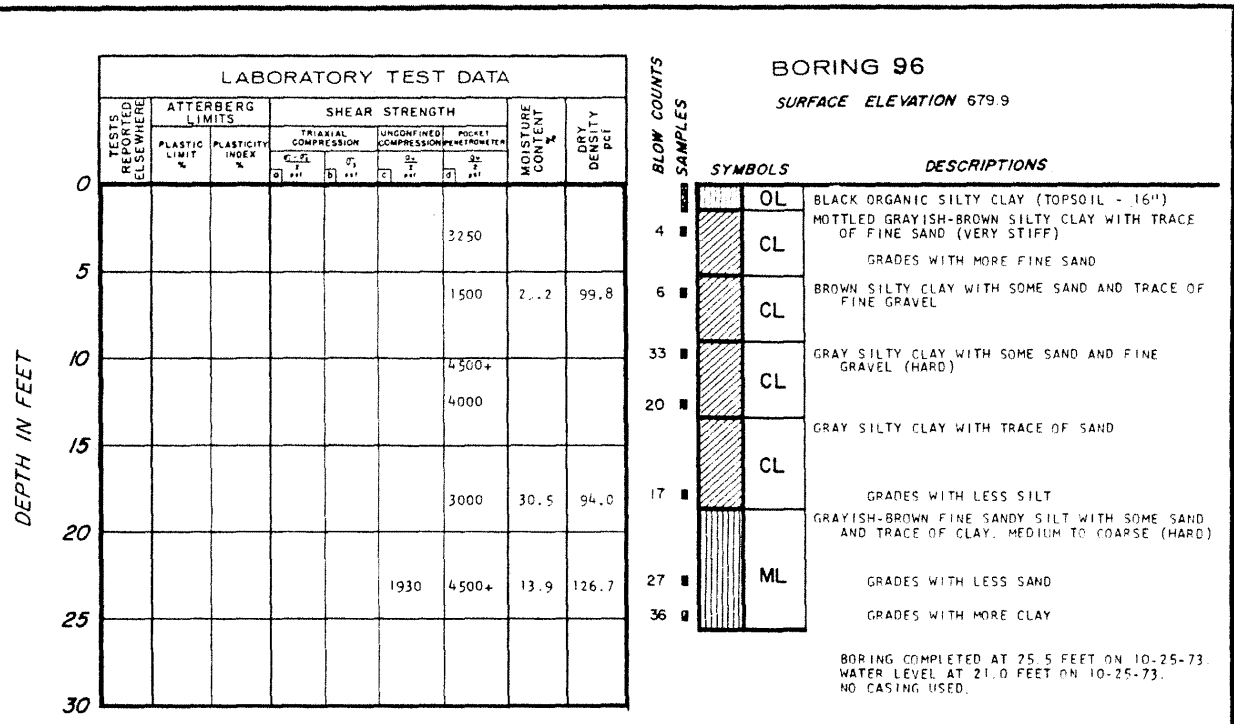 LABORATORY TEST DATA
TESTS REPORTED ELSEWHERE
ATTERBERG LIMITS
PLASTIC LIMIT %
PLASTICITY INDEX %
SHEAR STRENGTH
TRIAXIAL COMPRESSION
UNCONFINED COMPRESSION
POCKET PENETROMETER
a
b
c
d
MOISTURE CONTENT %
DRY DENSITY pcf
BLOW COUNTS
SAMPLES
BORING 96
SURFACE ELEVATION 679.9
SYMBOLS
DESCRIPTIONS
DEPTH IN FEET
0
OL BLACK ORGANIC SILTY CLAY (TOPSOIL - 16")
4 CL MOTTLED GRAYISH-BROWN SILTY CLAY WITH TRACE
OF FINE SAND (VERY STIFF)
3250
GRADES WITH MORE FINE SAND
5
1500 99.8
6 CL BROWN SILTY CLAY WITH SOME SAND AND TRACE OF
FINE GRAVEL
10
4500+
33 CL GRAY SILTY CLAY WITH SOME SAND AND FINE
GRAVEL (HARD)
4000
20
15
CL GRAY SILTY CLAY WITH TRACE OF SAND
3000 30.5 94.0
17 GRADES WITH LESS SILT
20
ML GRAYISH-BROWN FINE SANDY SILT WITH SOME SAND
AND TRACE OF CLAY. MEDIUM TO COARSE (HARD)
1930 4500+ 13.9 126.7
27 GRADES WITH LESS SAND
25
36 GRADES WITH MORE CLAY
BORING COMPLETED AT 25.5 FEET ON 10-25-73.
WATER LEVEL AT 21.0 FEET ON 10-25-73.
NO CASING USED.
30